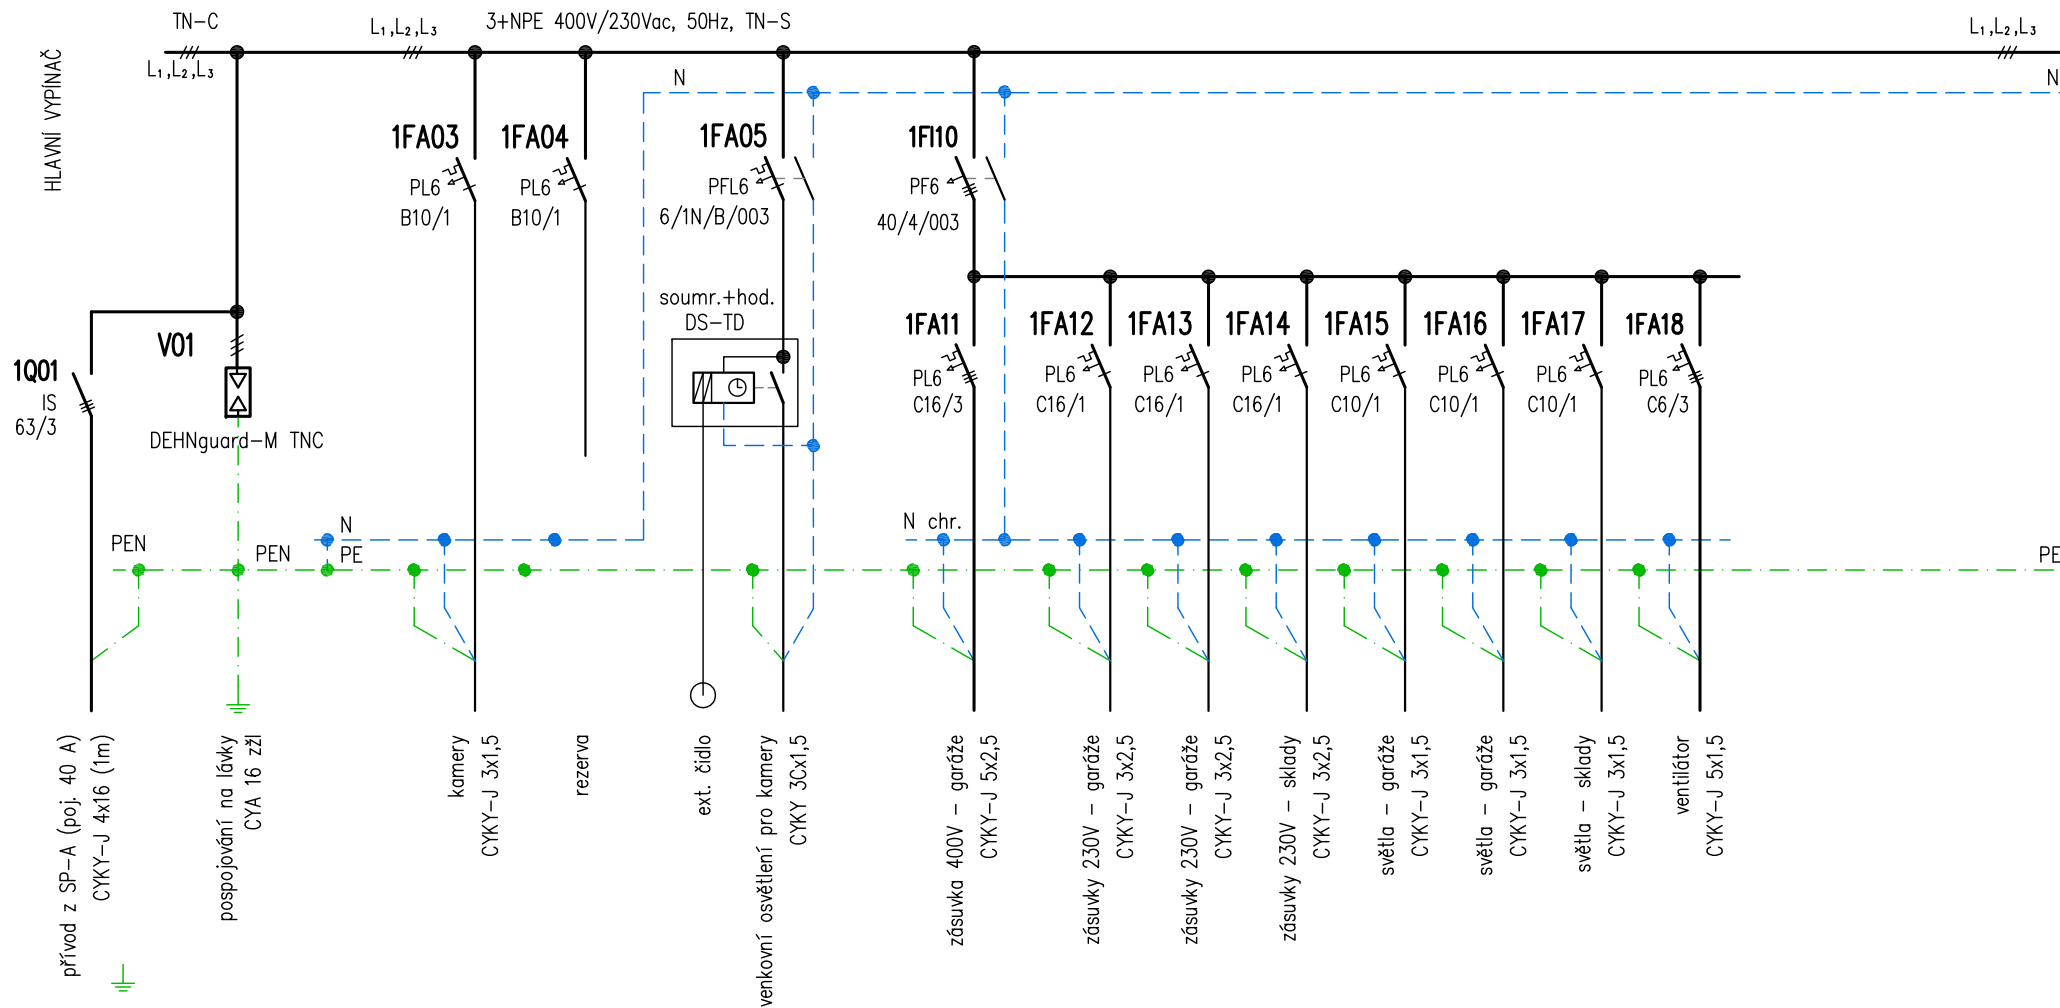 TN-C
L₁,L₂,L₃
3+NPE 400V/230Vac, 50Hz, TN-S
L₁,L₂,L₃
L₁,L₂,L₃
HLAVNÍ VYPÍNAČ
N
N
1FA03
PL6
B10/1
1FA04
PL6
B10/1
1FA05
PFL6
6/1N/B/003
1FI10
PF6
40/4/003
soumr.+hod.
DS-TD
1Q01
IS
63/3
V01
DEHNguard-M TNC
1FA11
PL6
C16/3
1FA12
PL6
C16/1
1FA13
PL6
C16/1
1FA14
PL6
C16/1
1FA15
PL6
C10/1
1FA16
PL6
C10/1
1FA17
PL6
C10/1
1FA18
PL6
C6/3
PEN
PEN
N
PE
N chr.
PE
přívod z SP-A (poj. 40 A)
CYKY-J 4x16 (1m)
pospojování na lávky
CYA 16 zžl
kamery
CYKY-J 3x1,5
rezerva
ext. čidlo
venkovní osvětlení pro kamery
CYKY 3Cx1,5
zásuvka 400V - garáže
CYKY-J 5x2,5
zásuvky 230V - garáže
CYKY-J 3x2,5
zásuvky 230V - garáže
CYKY-J 3x2,5
zásuvky 230V - sklady
CYKY-J 3x2,5
světla - garáže
CYKY-J 3x1,5
světla - garáže
CYKY-J 3x1,5
světla - sklady
CYKY-J 3x1,5
ventilátor
CYKY-J 5x1,5